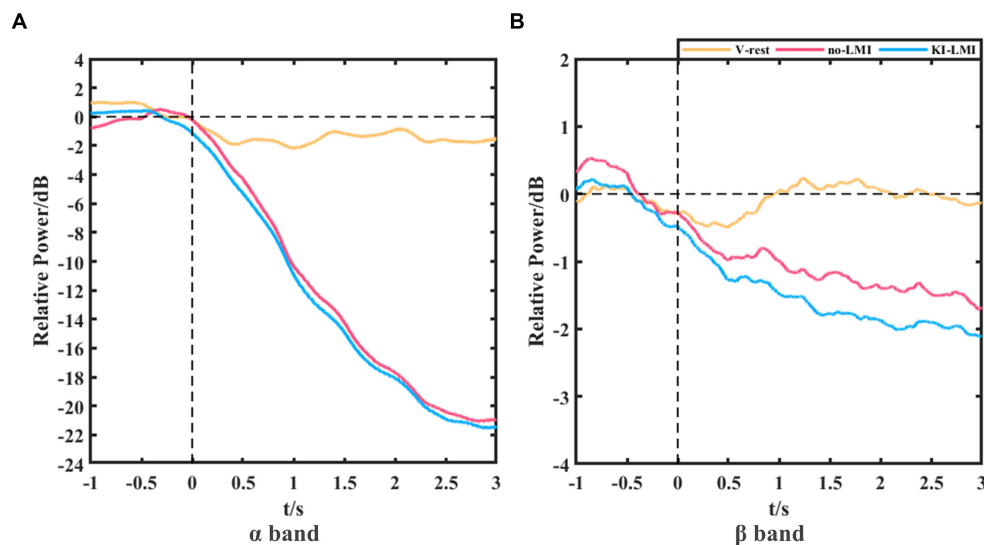 A
B
V-rest no-LMI KI-LMI
4
2
0
-2
-4
-6
-8
-10
-12
-14
-16
-18
-20
-22
-24
Relative Power/dB
-1 -0.5 0 0.5 1 1.5 2 2.5 3
t/s
α band
2
1
0
-1
-2
-3
-4
Relative Power/dB
-1 -0.5 0 0.5 1 1.5 2 2.5 3
t/s
β band